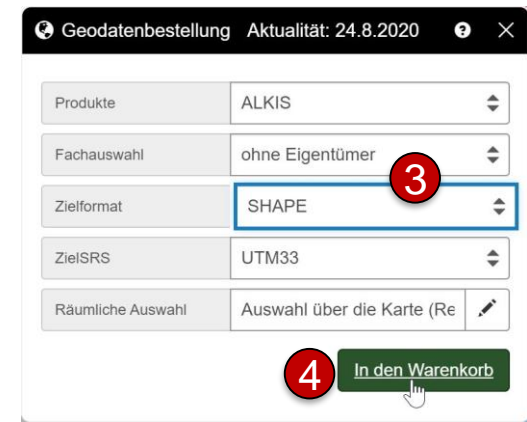 Geodatenbestellung Aktualität: 24.8.2020 ? ×
Produkte ALKIS
Fachauswahl ohne Eigentümer
3
Zielformat SHAPE
ZielSRS UTM33
Räumliche Auswahl Auswahl über die Karte (Re
4 In den Warenkorb